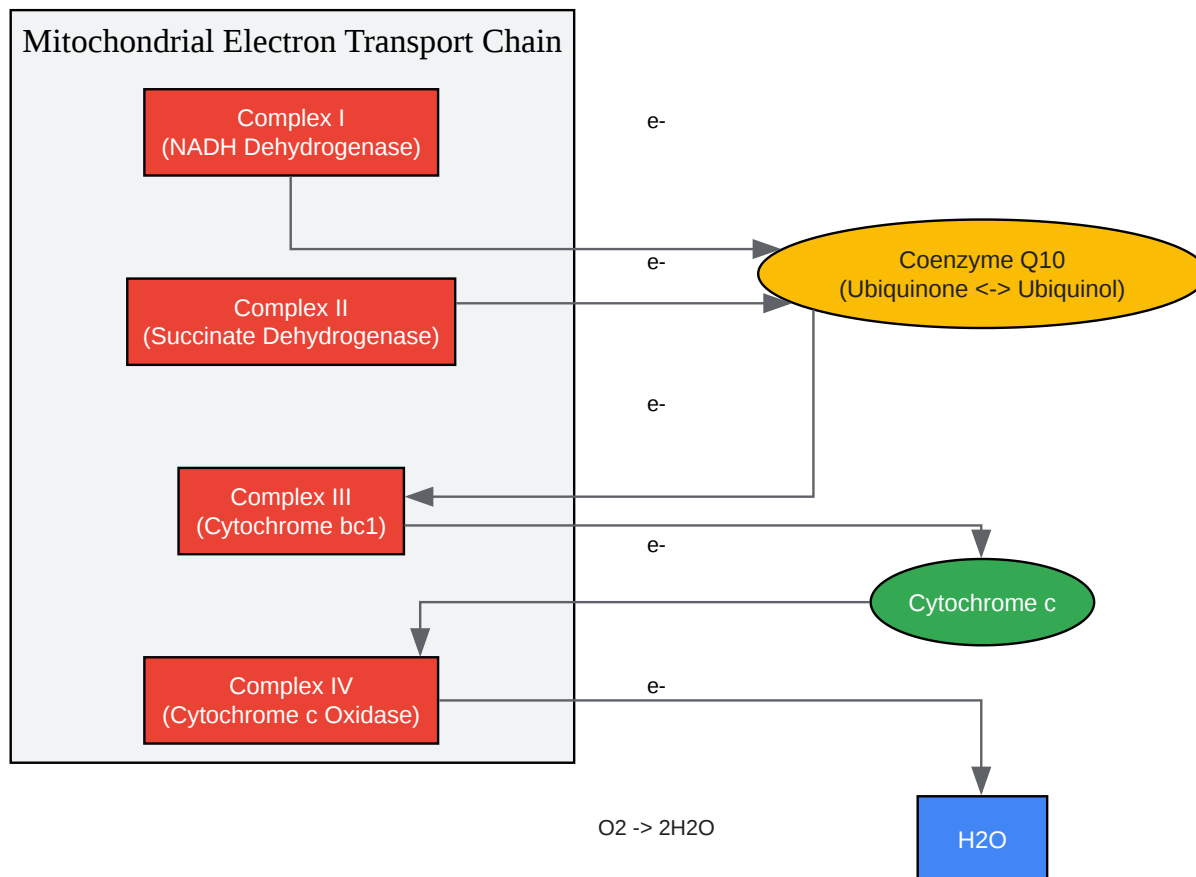 Mitochondrial Electron Transport Chain
Complex I
(NADH Dehydrogenase)
e-
Coenzyme Q10
(Ubiquinone <-> Ubiquinol)
e-
Complex II
(Succinate Dehydrogenase)
e-
Complex III
(Cytochrome bc1)
e-
Cytochrome c
Complex IV
(Cytochrome c Oxidase)
e-
O2 -> 2H2O
H2O